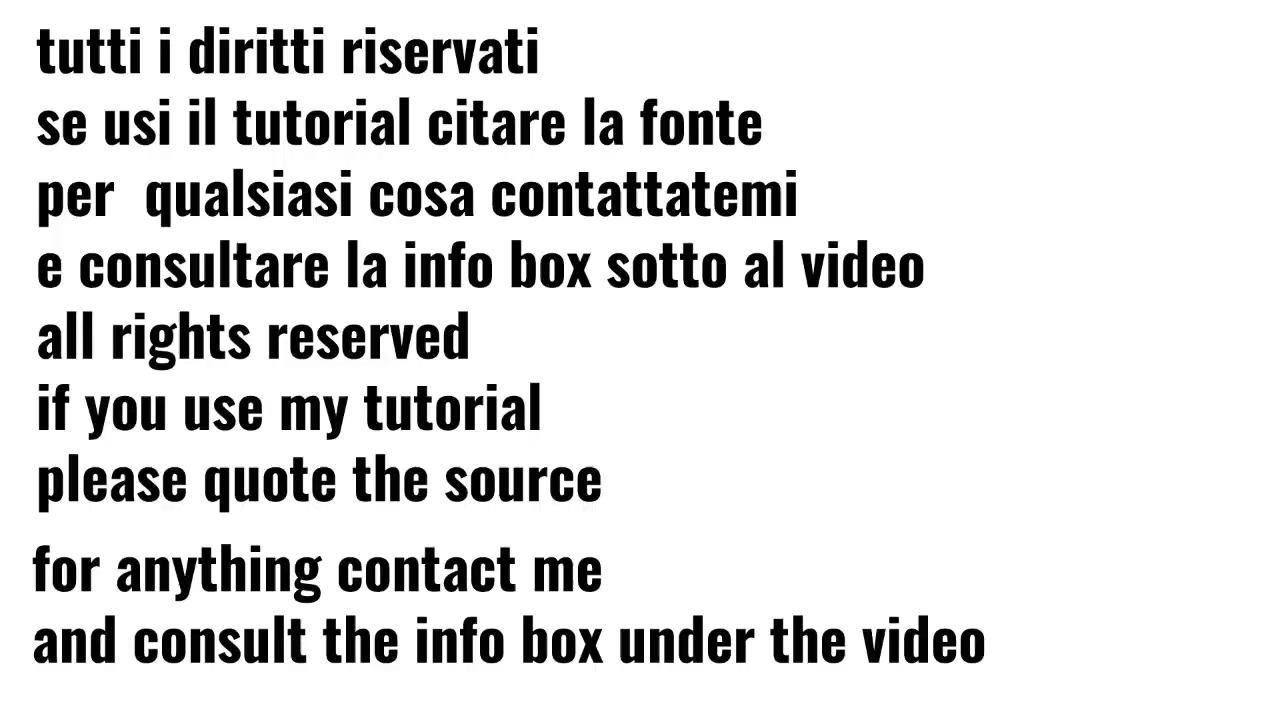 tutti i diritti riservati
se usi il tutorial citare la fonte
per  qualsiasi cosa contattatemi
e consultare la info box sotto al video
all rights reserved
if you use my tutorial
please quote the source
for anything contact me
and consult the info box under the video